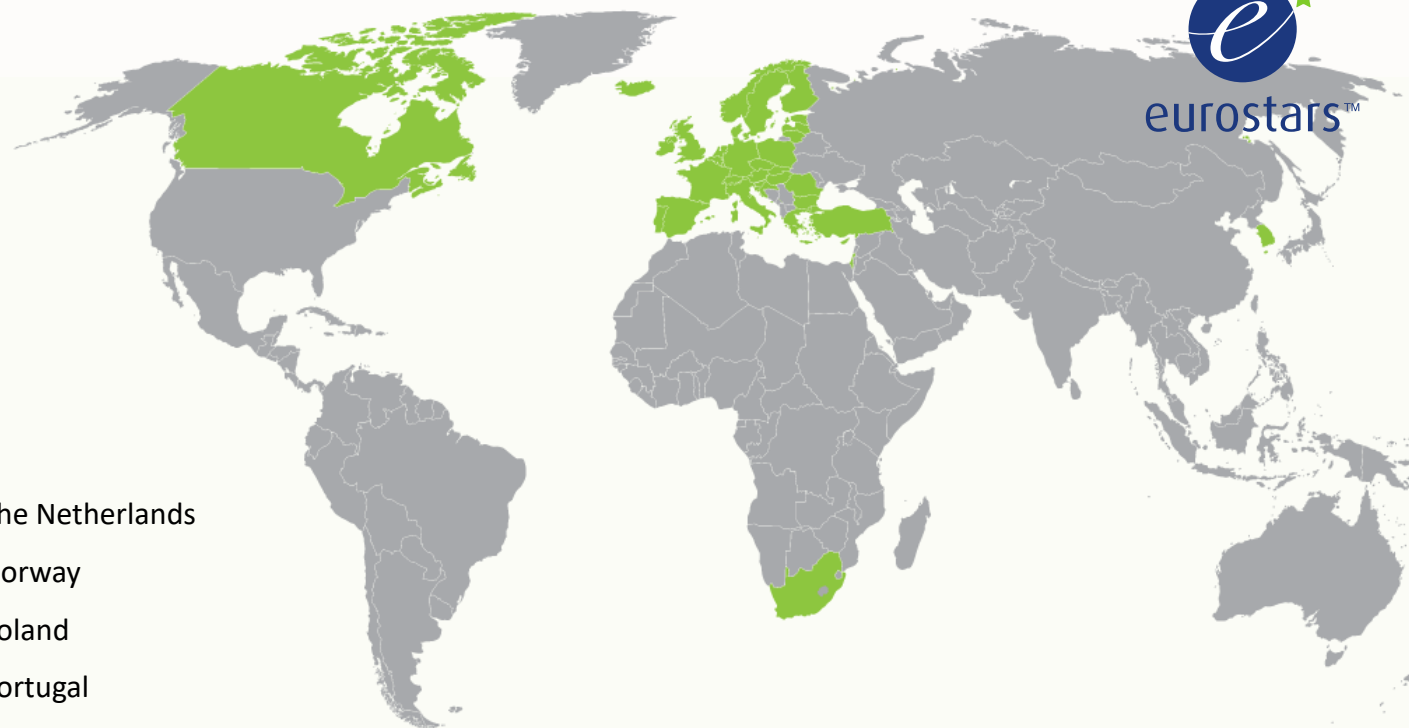 eurostars™
he Netherlands
orway
oland
ortugal